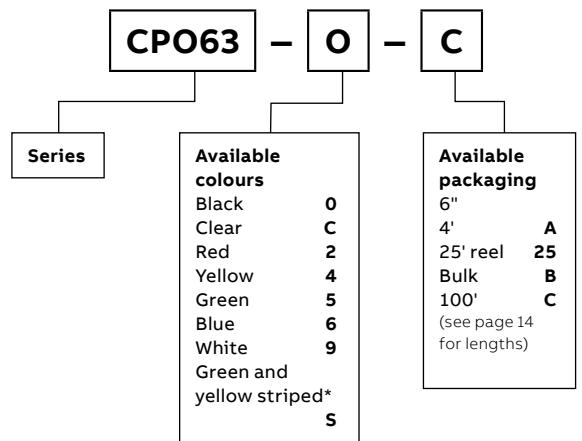 CPO63 – O – C
Series
Available
colours
Black 0
Clear C
Red 2
Yellow 4
Green 5
Blue 6
White 9
Green and
yellow striped*
S
Available
packaging
6"
4' A
25' reel 25
Bulk B
100' C
(see page 14
for lengths)